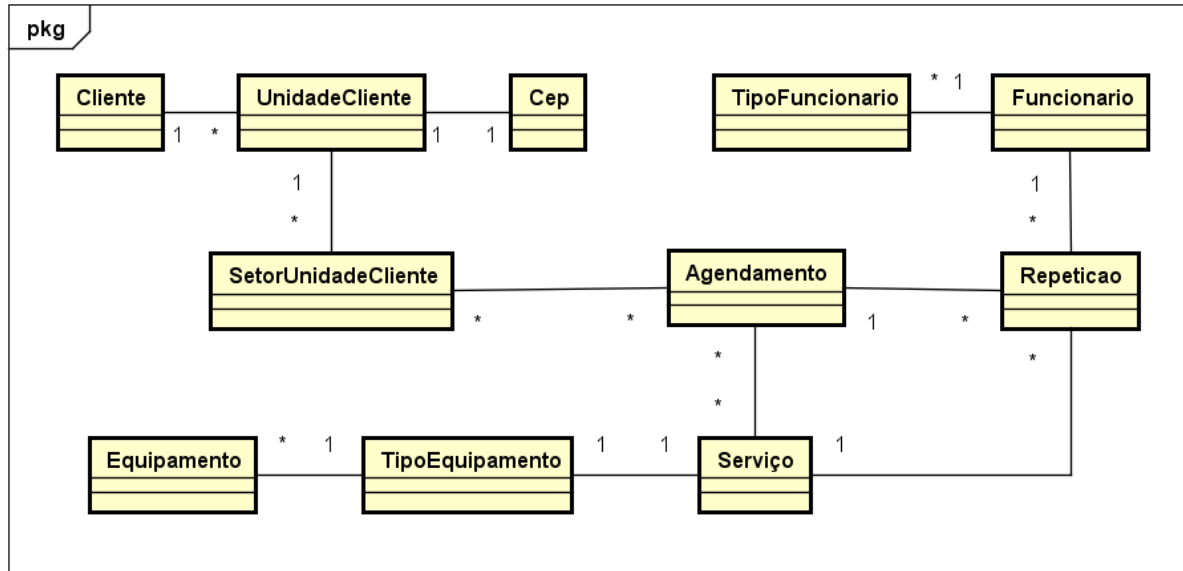 pkg
Cliente
UnidadeCliente
Cep
TipoFuncionario
* 1
Funcionario
1 *
1 1
1
*
1
*
SetorUnidadeCliente
Agendamento
Repeticao
* *
1 *
*
*
*
Equipamento
* 1
TipoEquipamento
1 1
Serviço
1